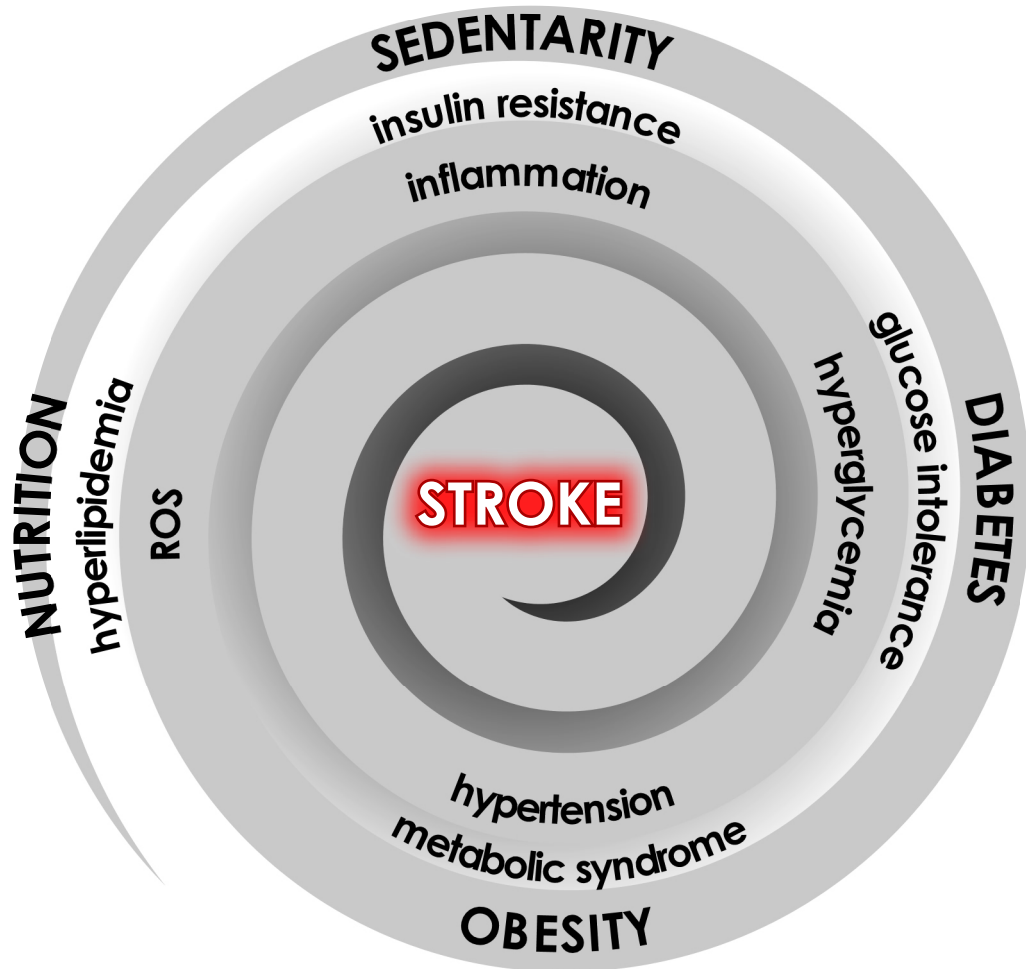 SEDENTARITY
insulin resistance
inflammation
NUTRITION
hyperlipidemia
ROS
STROKE
hyperglycemia
glucose intolerance
DIABETES
hypertension
metabolic syndrome
OBESITY